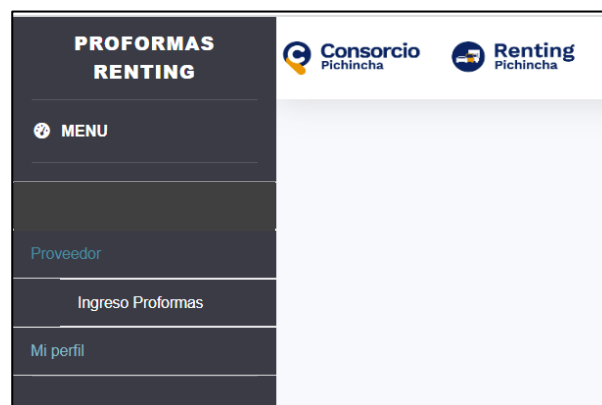 PROFORMAS
RENTING
Consorcio
Pichincha
Renting
Pichincha
MENU
Proveedor
Ingreso Proformas
Mi perfil